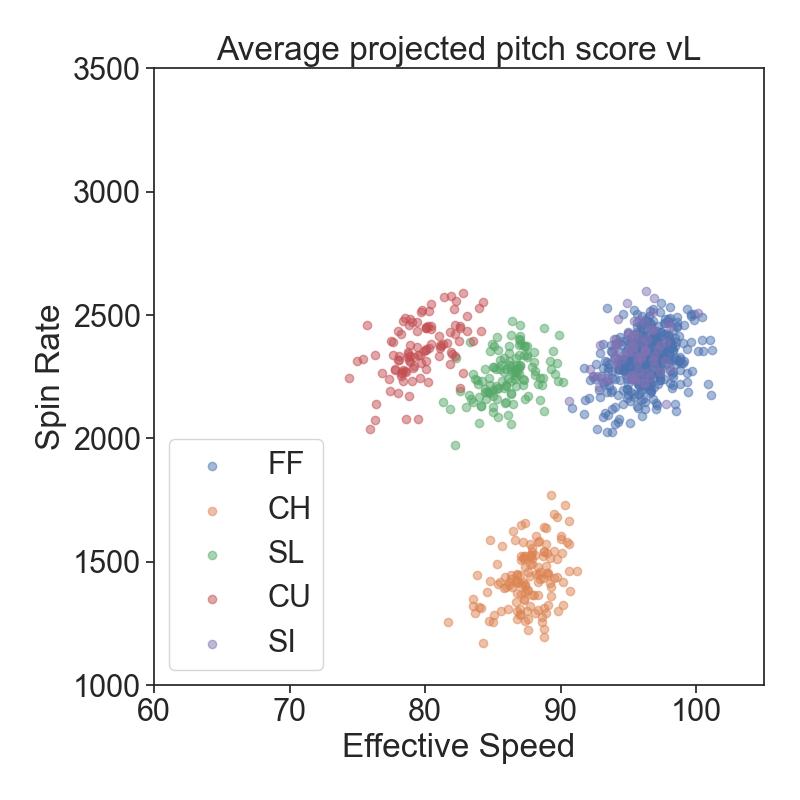 Average projected pitch score vL
3500
3000
2500
2000
1500
1000
Spin Rate
FF
CH
SL
CU
SI
60 70 80 90 100
Effective Speed